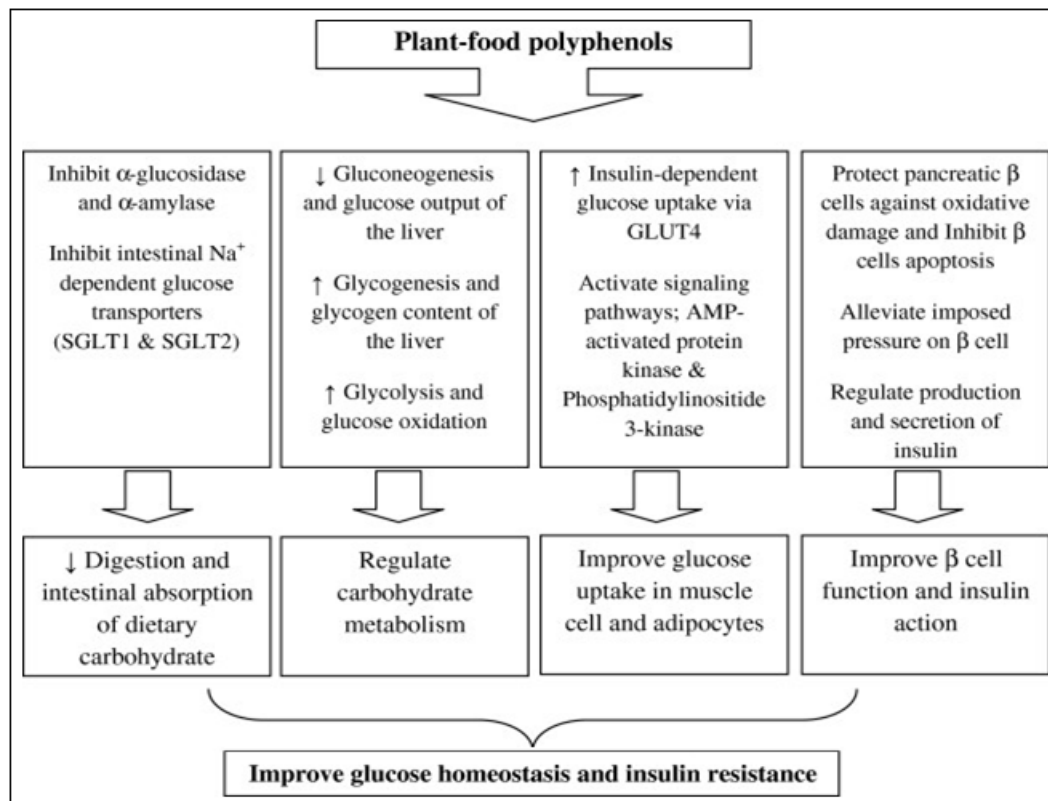 Plant-food polyphenols
Inhibit α-glucosidase
and α-amylase
Inhibit intestinal Na⁺
dependent glucose
transporters
(SGLT1 & SGLT2)
↓ Gluconeogenesis
and glucose output of
the liver
↑ Glycogenesis and
glycogen content of
the liver
↑ Glycolysis and
glucose oxidation
↑ Insulin-dependent
glucose uptake via
GLUT4
Activate signaling
pathways; AMP-
activated protein
kinase &
Phosphatidylinositide
3-kinase
Protect pancreatic β
cells against oxidative
damage and Inhibit β
cells apoptosis
Alleviate imposed
pressure on β cell
Regulate production
and secretion of
insulin
↓ Digestion and
intestinal absorption
of dietary
carbohydrate
Regulate
carbohydrate
metabolism
Improve glucose
uptake in muscle
cell and adipocytes
Improve β cell
function and insulin
action
Improve glucose homeostasis and insulin resistance